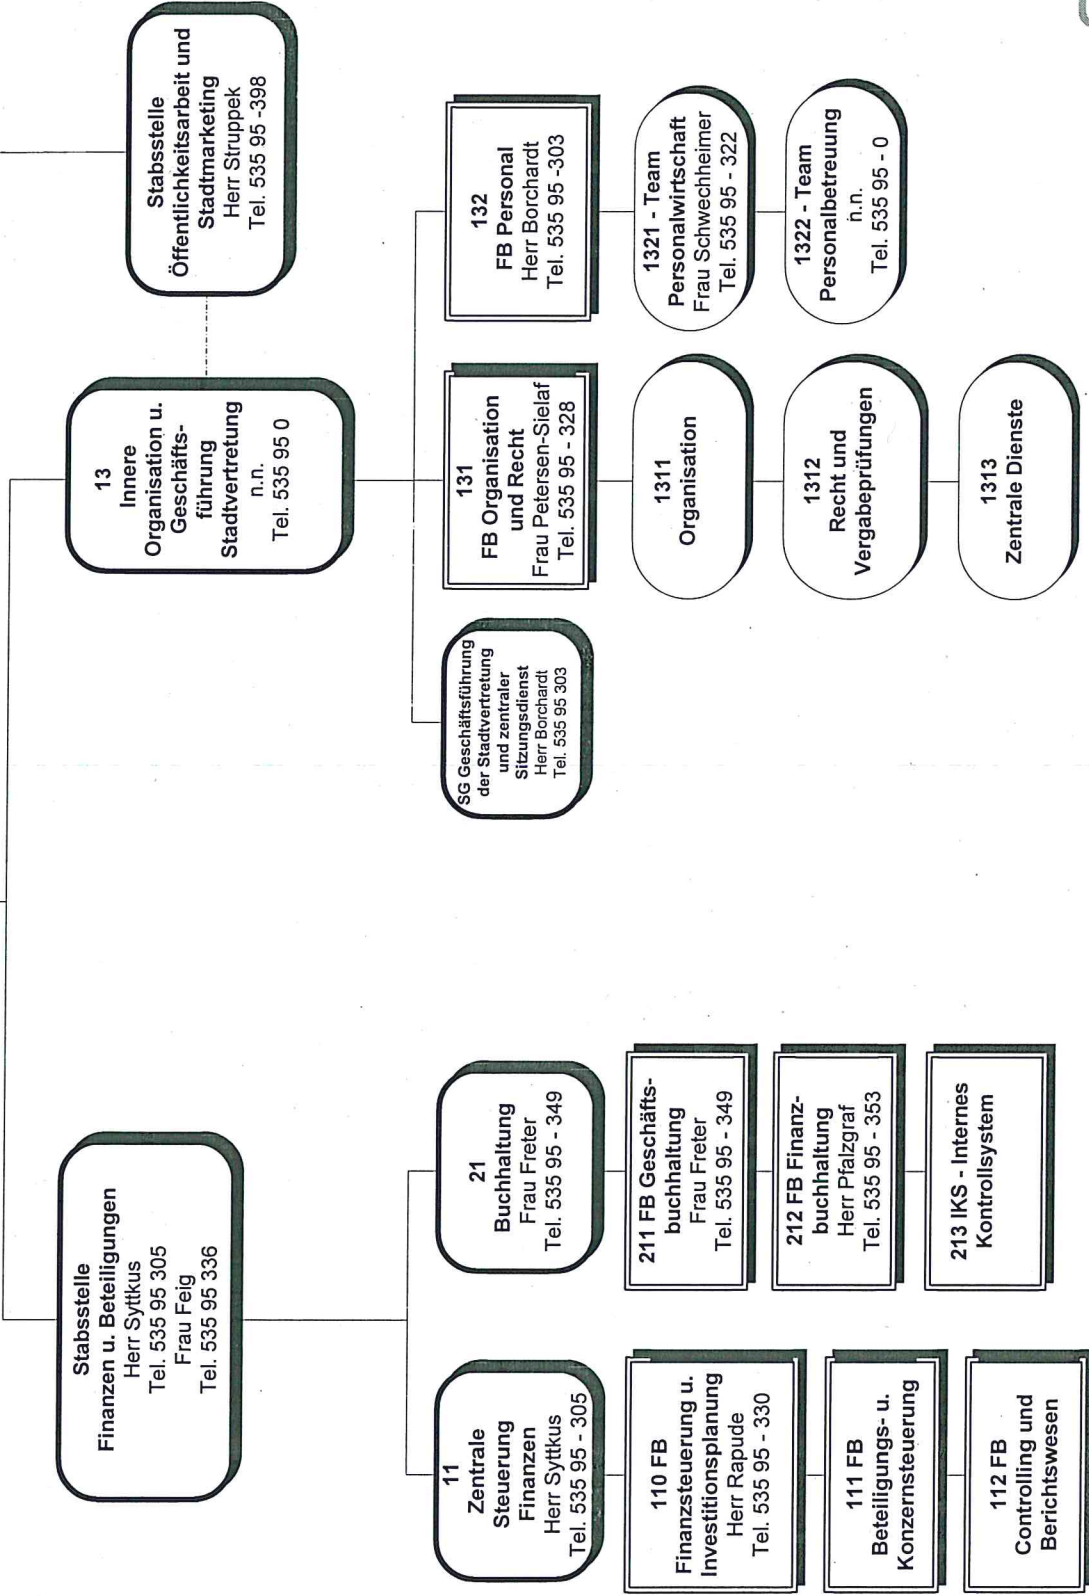 Stabsstelle
Finanzen u. Beteiligungen
Herr Syttkus
Tel. 535 95 305
Frau Feig
Tel. 535 95 336
11
Zentrale
Steuerung
Finanzen
Herr Syttkus
Tel. 535 95 - 305
110 FB
Finanzsteuerung u.
Investitionsplanung
Herr Rapude
Tel. 535 95 - 330
111 FB
Beteiligungs- u.
Konzernsteuerung
112 FB
Controlling und
Berichtswesen
21
Buchhaltung
Frau Freter
Tel. 535 95 - 349
211 FB Geschäfts-
buchhaltung
Frau Freter
Tel. 535 95 - 349
212 FB Finanz-
buchhaltung
Herr Pfalzgraf
Tel. 535 95 - 353
213 IKS - Internes
Kontrollsystem
13
Innere
Organisation u.
Geschäfts-
führung
Stadtvertretung
n.n.
Tel. 535 95 0
Stabsstelle
Öffentlichkeitsarbeit und
Stadtmarketing
Herr Struppek
Tel. 535 95 -398
SG Geschäftsführung
der Stadtvertretung
und zentraler
Sitzungsdienst
Herr Borchardt
Tel. 535 95 303
131
FB Organisation
und Recht
Frau Petersen-Sielaf
Tel. 535 95 - 328
1311
Organisation
1312
Recht und
Vergabeprüfungen
1313
Zentrale Dienste
132
FB Personal
Herr Borchardt
Tel. 535 95 -303
1321 - Team
Personalwirtschaft
Frau Schwechheimer
Tel. 535 95 - 322
1322 - Team
Personalbetreuung
n.n.
Tel. 535 95 - 0